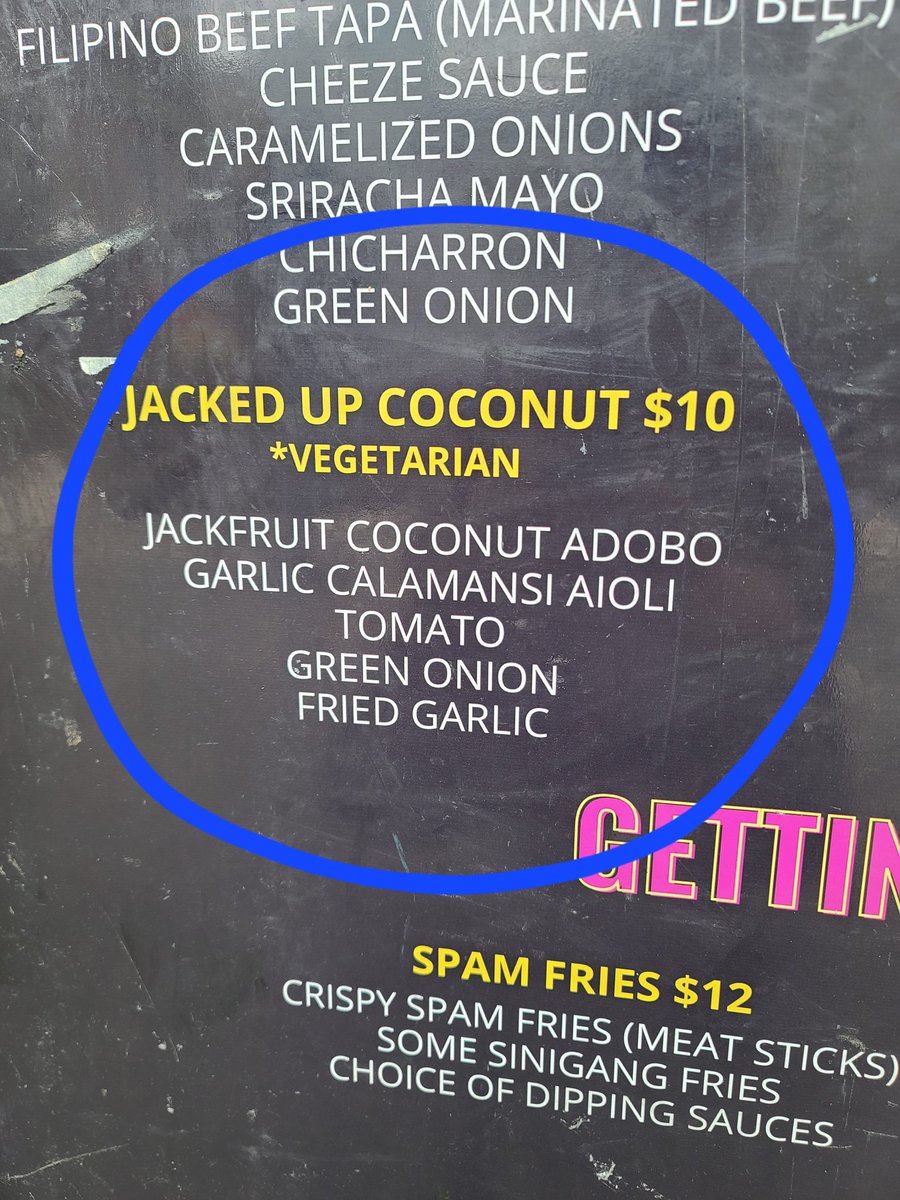 FILIPINO BEEF TAPA (MARINATED BEEF)
CHEEZE SAUCE
CARAMELIZED ONIONS
SRIRACHA MAYO
CHICHARRON
GREEN ONION
JACKED UP COCONUT $10
*VEGETARIAN
JACKFRUIT COCONUT ADOBO
GARLIC CALAMANSI AIOLI
TOMATO
GREEN ONION
FRIED GARLIC
GETTIN
SPAM FRIES $12
CRISPY SPAM FRIES (MEAT STICKS)
SOME SINIGANG FRIES
CHOICE OF DIPPING SAUCES